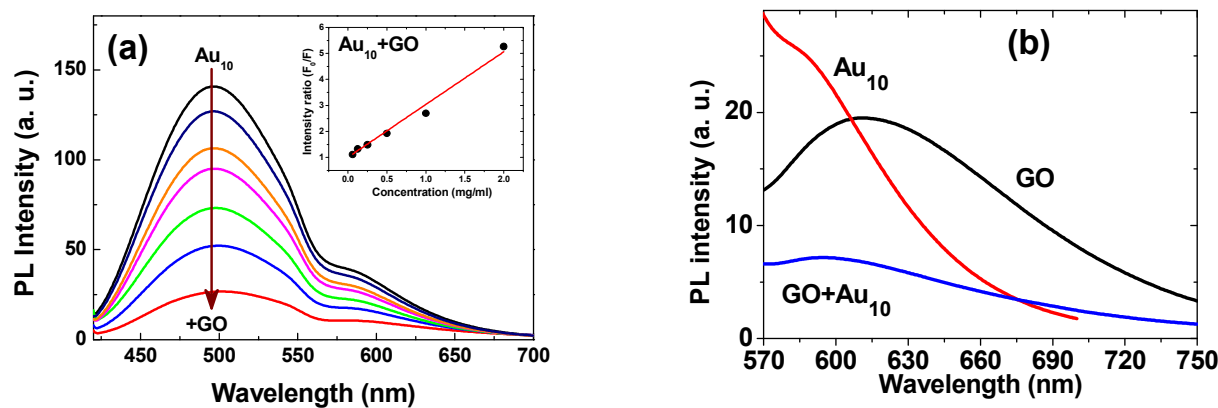 (a)
Au10
+GO
PL Intensity (a. u.)
0
50
100
150
450
500
550
600
650
700
Wavelength (nm)
Au10+GO
Intensity ratio (F0/F)
1
2
3
4
5
6
0.0
0.5
1.0
1.5
2.0
Concentration (mg/ml)
(b)
Au10
GO
GO+Au10
PL intensity (a. u.)
0
10
20
570
600
630
660
690
720
750
Wavelength (nm)